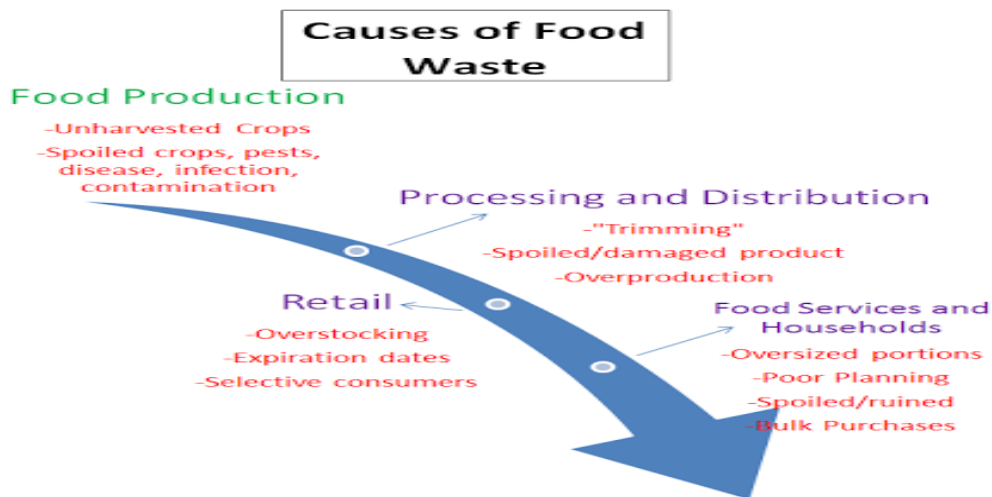 Causes of Food
Waste
Food Production
-Unharvested Crops
-Spoiled crops, pests,
disease, infection,
contamination
Processing and Distribution
-"Trimming"
-Spoiled/damaged product
-Overproduction
Retail
-Overstocking
-Expiration dates
-Selective consumers
Food Services and
Households
-Oversized portions
-Poor Planning
-Spoiled/ruined
-Bulk Purchases